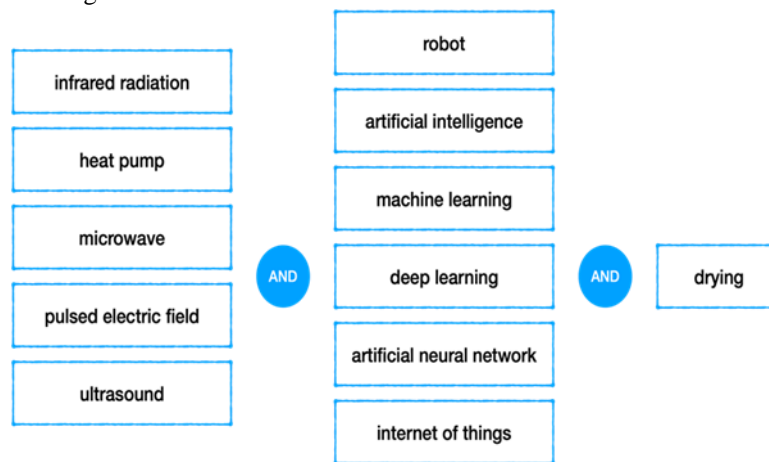 infrared radiation
heat pump
microwave
pulsed electric field
ultrasound
AND
robot
artificial intelligence
machine learning
deep learning
artificial neural network
internet of things
AND
drying